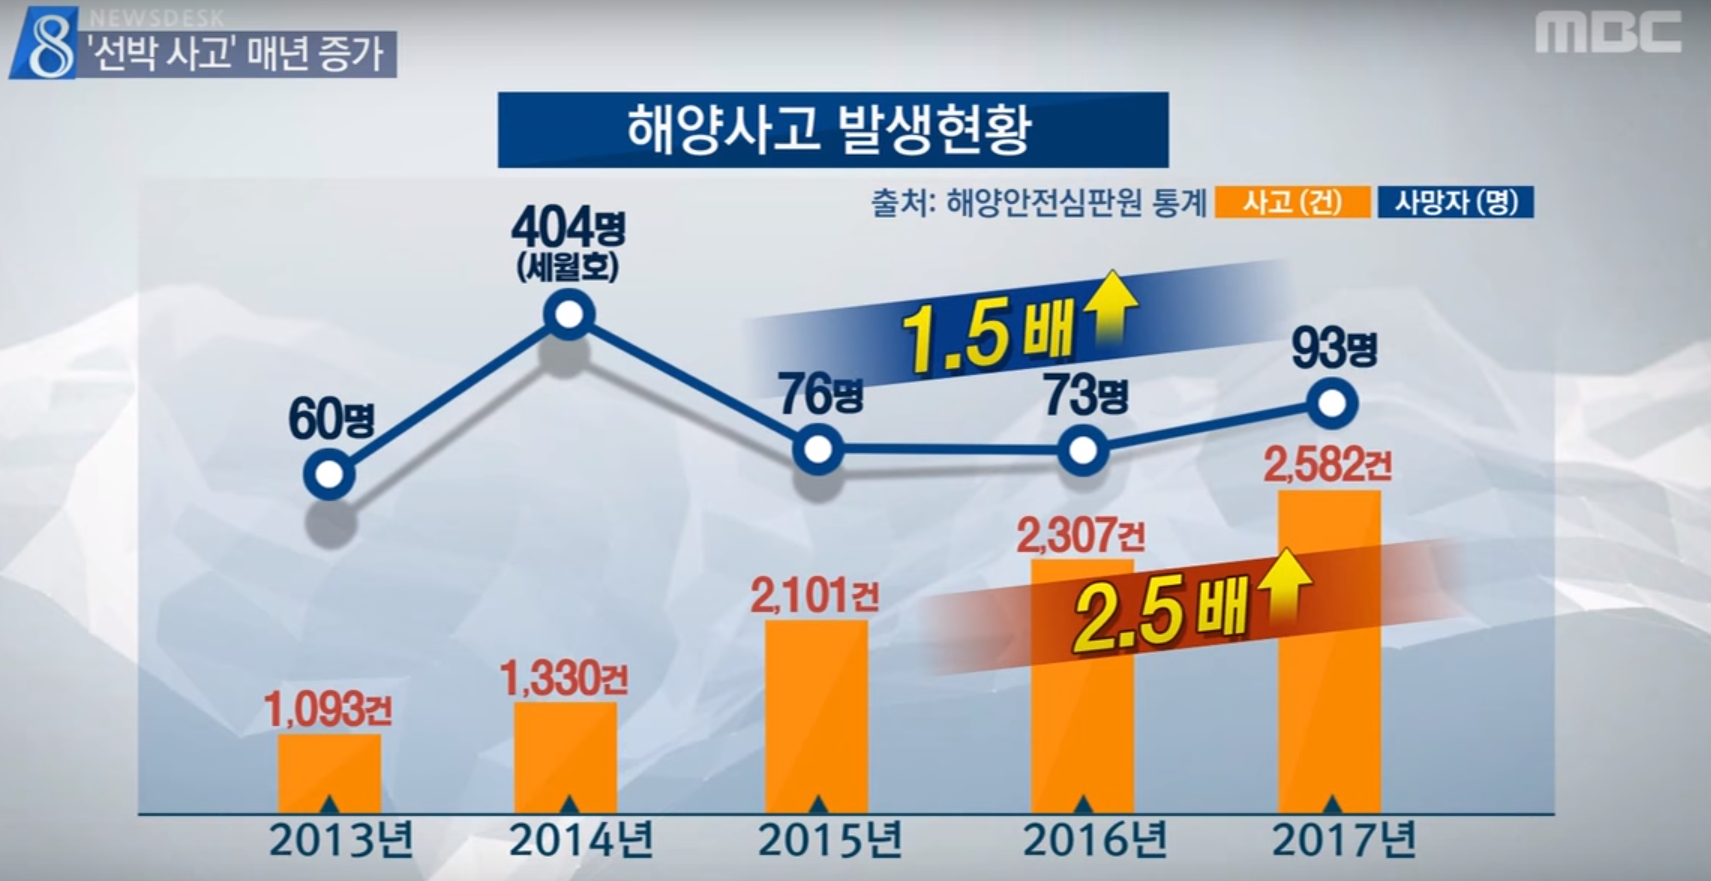 NEWSDESK
8 '선박 사고' 매년 증가
MBC
해양사고 발생현황
출처: 해양안전심판원 통계 사고 (건) 사망자 (명)
404명
(세월호)
1.5배
93명
60명
76명
73명
2,582건
2,307건
2.5배
2,101건
1,330건
1,093건
2013년 2014년 2015년 2016년 2017년